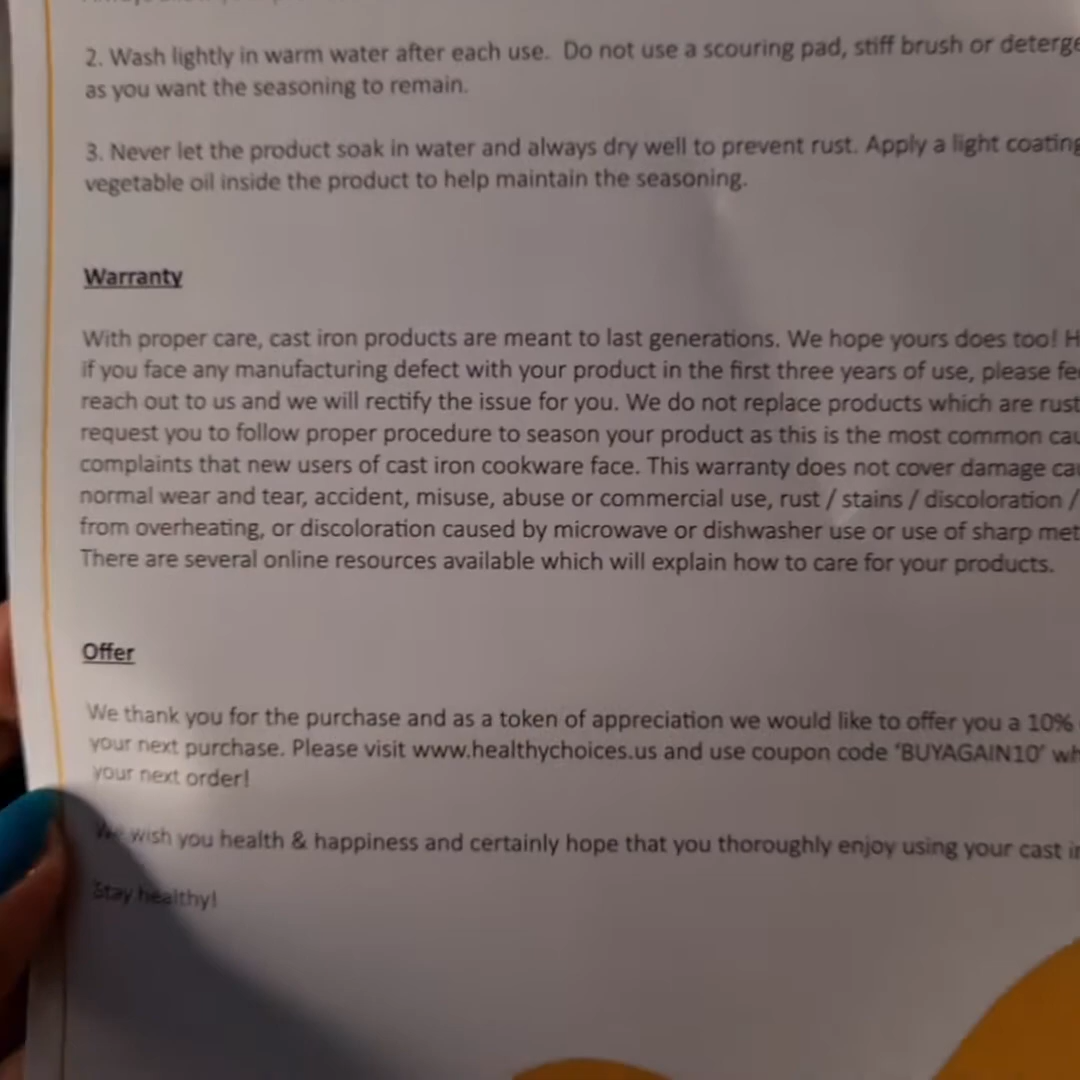 2. Wash lightly in warm water after each use. Do not use a scouring pad, stiff brush or deterge
as you want the seasoning to remain.
3. Never let the product soak in water and always dry well to prevent rust. Apply a light coating
vegetable oil inside the product to help maintain the seasoning.
Warranty
With proper care, cast iron products are meant to last generations. We hope yours does too! H
if you face any manufacturing defect with your product in the first three years of use, please fe
reach out to us and we will rectify the issue for you. We do not replace products which are rust
request you to follow proper procedure to season your product as this is the most common cau
complaints that new users of cast iron cookware face. This warranty does not cover damage cau
normal wear and tear, accident, misuse, abuse or commercial use, rust / stains / discoloration /
from overheating, or discoloration caused by microwave or dishwasher use or use of sharp met
There are several online resources available which will explain how to care for your products.
Offer
We thank you for the purchase and as a token of appreciation we would like to offer you a 10%
your next purchase. Please visit www.healthychoices.us and use coupon code 'BUYAGAIN10' wh
your next order!
We wish you health & happiness and certainly hope that you thoroughly enjoy using your cast ir
Stay healthy!